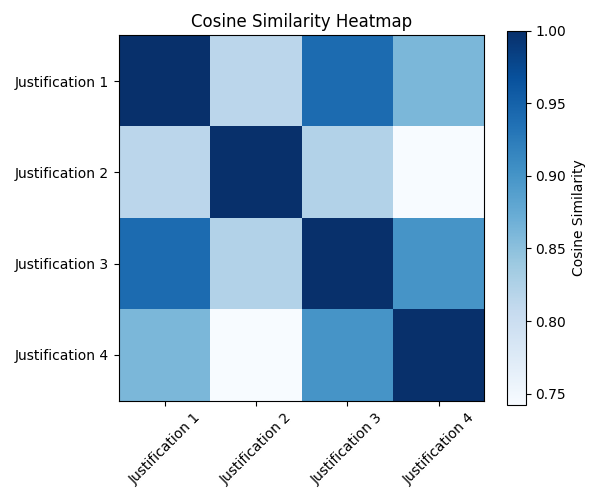 Cosine Similarity Heatmap
Justification 1
Justification 2
Justification 3
Justification 4
Justification 1
Justification 2
Justification 3
Justification 4
1.00
0.95
0.90
0.85
0.80
0.75
Cosine Similarity